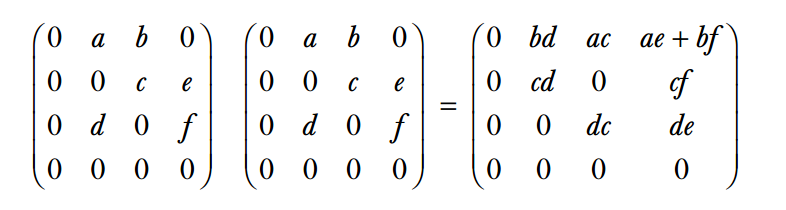 0 a b 0 0 a b 0 0 bd ac ae + bf
0 0 c e 0 0 c e 0 cd 0 cf
=
0 d 0 f 0 d 0 f 0 0 dc de
0 0 0 0 0 0 0 0 0 0 0 0